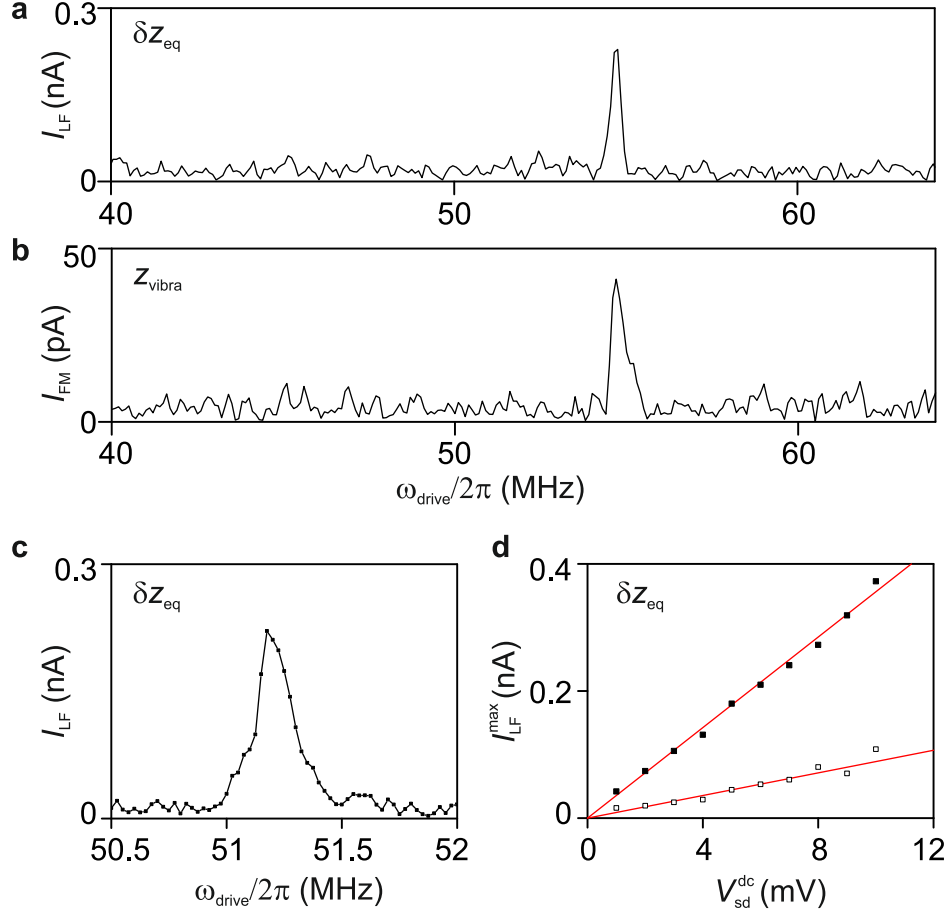 a
0.3
δz_eq
I_LF (nA)
0
40 50 60
b
50
z_vibra
I_FM (pA)
0
40 50 60
ω_drive/2π (MHz)
c
0.3
δz_eq
I_LF (nA)
0
50.5 51 51.5 52
ω_drive/2π (MHz)
d
0.4
δz_eq
0.2
I_LF^max (nA)
0
0 4 8 12
V_sd^dc (mV)